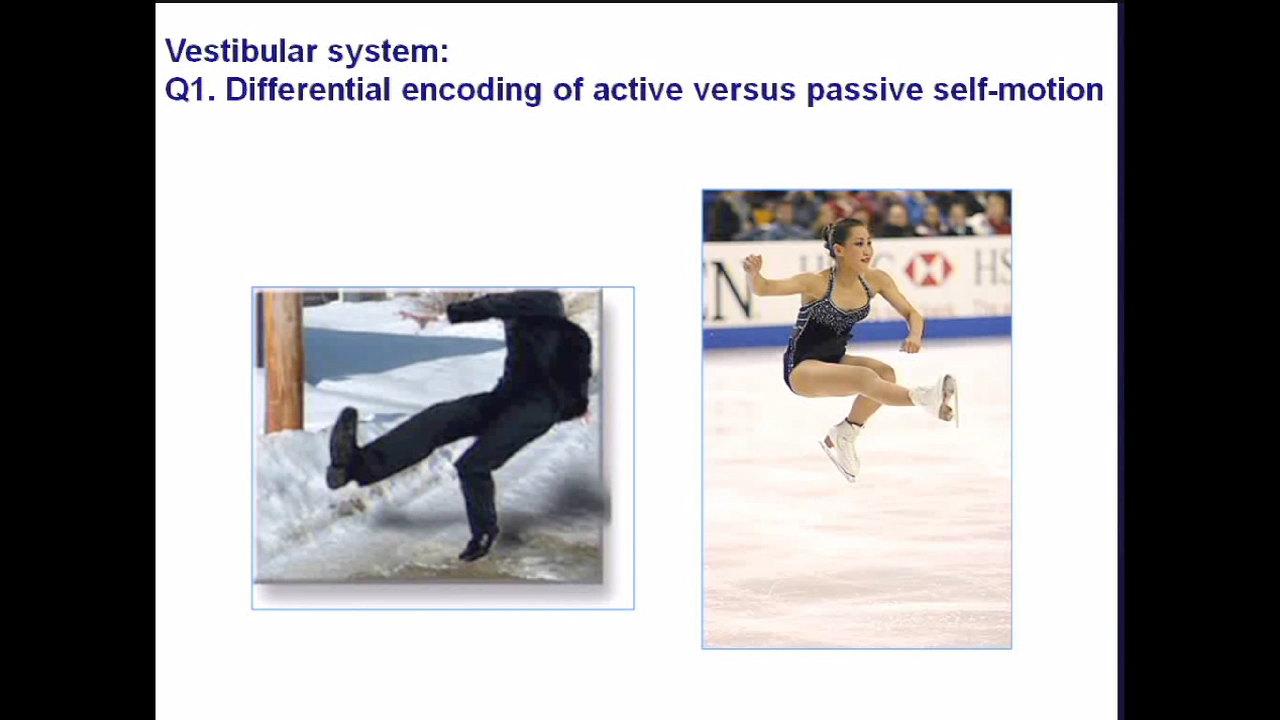 Vestibular system:
Q1. Differential encoding of active versus passive self-motion
HS